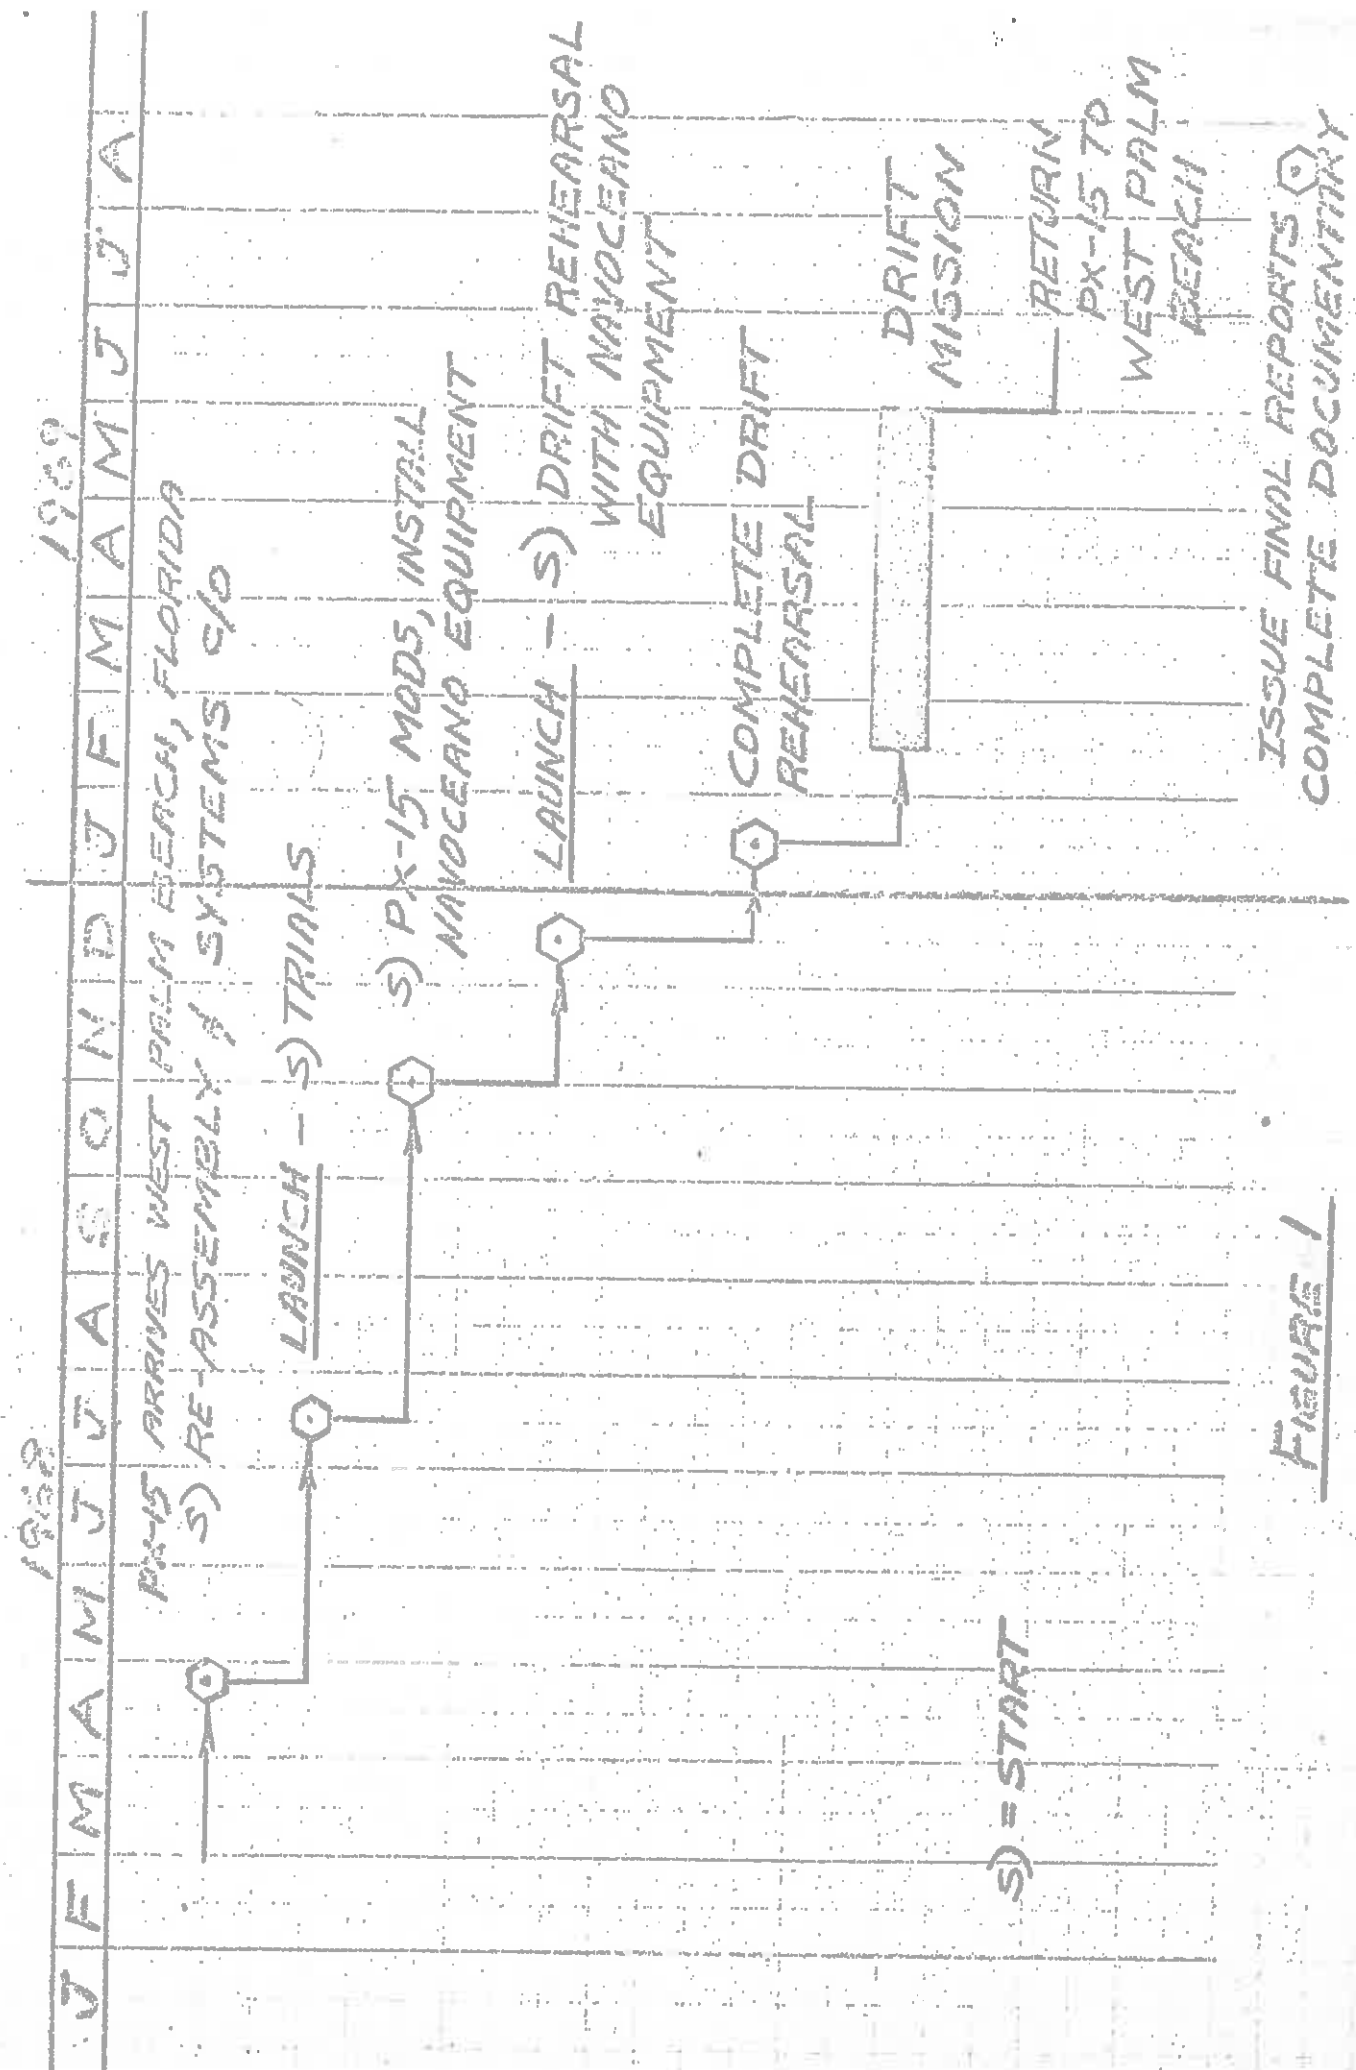 1968 1969
J F M A M J J A S O N D J F M A M J J A
PX-15 ARRIVES WEST PALM BEACH, FLORIDA
S) RE-ASSEMBLY & SYSTEMS C/O
LAUNCH - S) TRIALS
S) PX-15 MODS, INSTALL
NAVOCEANO EQUIPMENT
LAUNCH - S) DRIFT REHEARSAL
WITH NAVOCEANO
EQUIPMENT
COMPLETE DRIFT
REHEARSAL
DRIFT
MISSION
RETURN
PX-15 TO
WEST PALM
BEACH
S) = START
ISSUE FINAL REPORTS
COMPLETE DOCUMENTARY
FIGURE 1